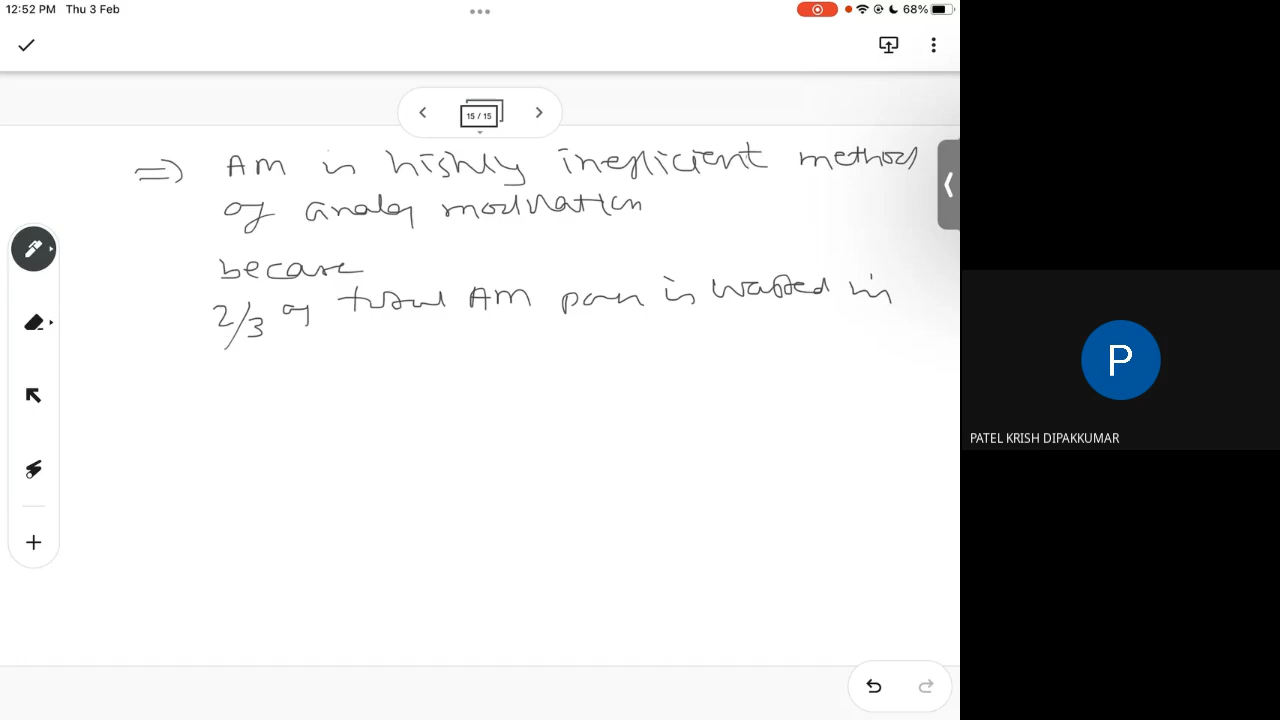 12:52 PM Thu 3 Feb
68%
15 / 15
=> AM is highly inefficient method
of analog modulation
because
2/3 of total AM power is wasted in
P
PATEL KRISH DIPAKKUMAR